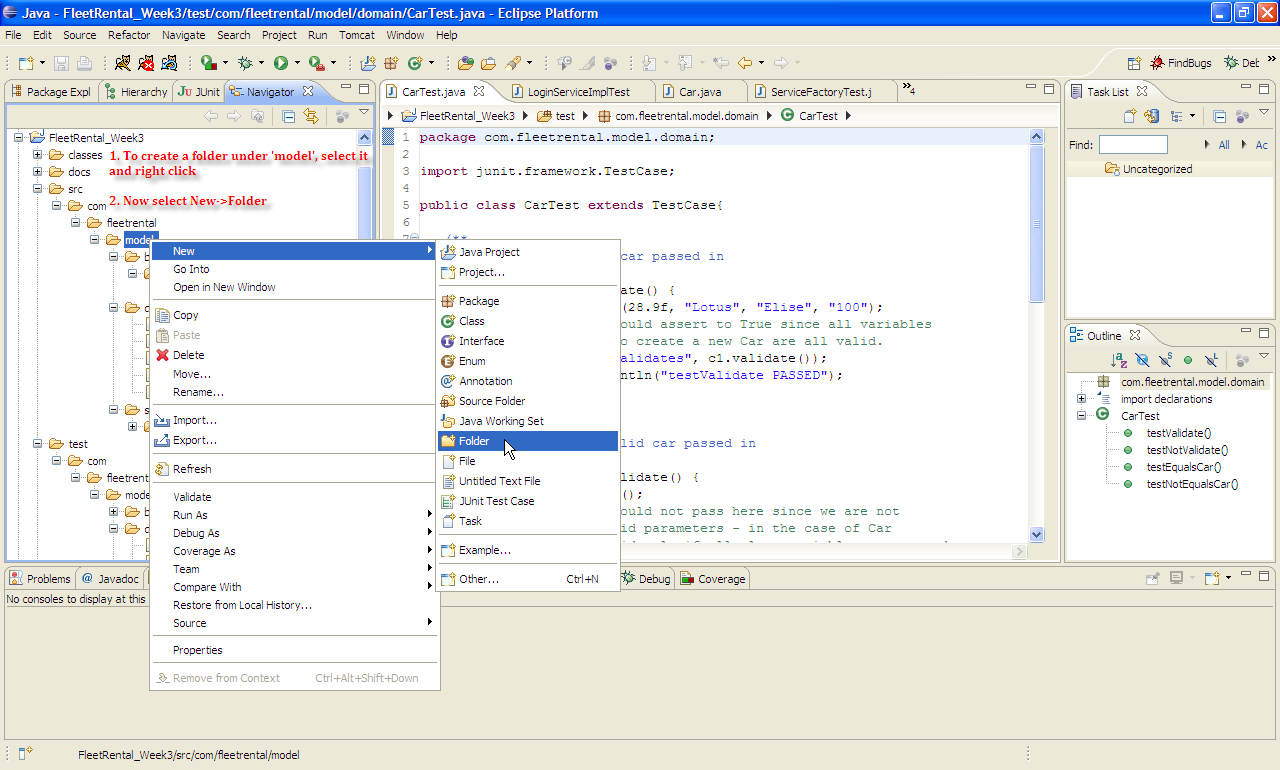 Java - FleetRental_Week3/test/com/fleetrental/model/domain/CarTest.java - Eclipse Platform
File Edit Source Refactor Navigate Search Project Run Tomcat Window Help
FindBugs
Package Expl Hierarchy JUnit Navigator
CarTest.java LoginServiceImplTest Car.java ServiceFactoryTest.j »4
Task List
FleetRental_Week3 test com.fleetrental.model.domain CarTest
Find: All
Uncategorized
FleetRental_Week3
classes
docs
src
com
fleetrental
model
1. To create a folder under 'model', select it
and right click
2. Now select New->Folder
test
com
1 package com.fleetrental.model.domain;
2
3 import junit.framework.TestCase;
4
5 public class CarTest extends TestCase{
6
/**
car passed in
ate() {
(28.9f, "Lotus", "Elise", "100");
ould assert to True since all variables
o create a new Car are all valid.
alidates", c1.validate());
ntln("testValidate PASSED");
lid car passed in
lidate() {
();
ould not pass here since we are not
id parameters - in the case of Car
New
Go Into
Open in New Window
Copy
Paste
Delete
Move...
Rename...
Import...
Export...
Refresh
Validate
Run As
Debug As
Coverage As
Team
Compare With
Restore from Local History...
Source
Properties
Remove from Context Ctrl+Alt+Shift+Down
Java Project
Project...
Package
Class
Interface
Enum
Annotation
Source Folder
Java Working Set
Folder
File
Untitled Text File
JUnit Test Case
Task
Example...
Other... Ctrl+N
Outline
com.fleetrental.model.domain
import declarations
CarTest
testValidate()
testNotValidate()
testEqualsCar()
testNotEqualsCar()
Problems @ Javadoc Debug Coverage
No consoles to display at this
FleetRental_Week3/src/com/fleetrental/model